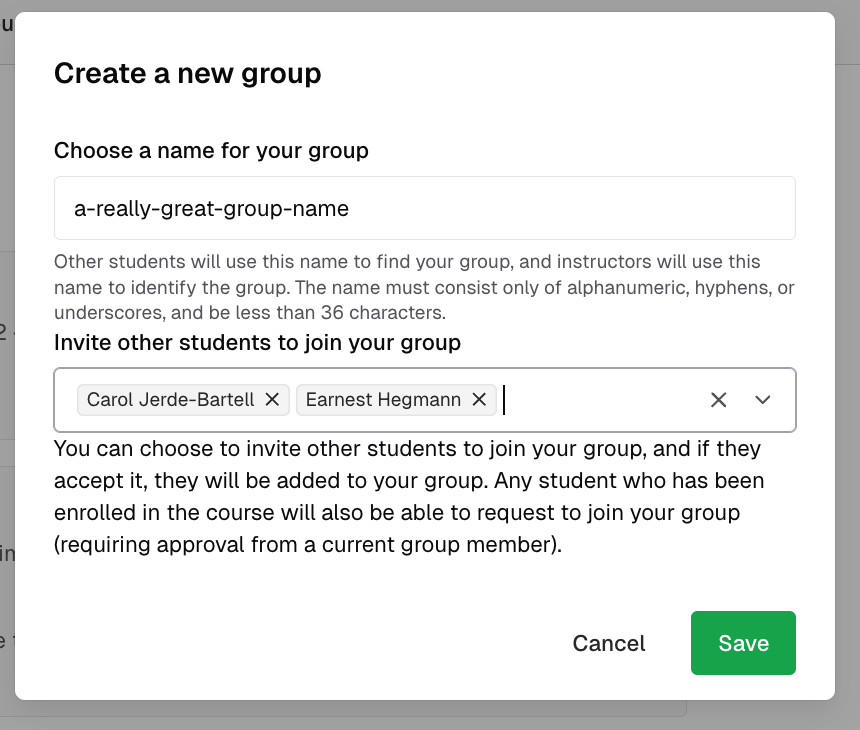 Create a new group
Choose a name for your group
a-really-great-group-name
Other students will use this name to find your group, and instructors will use this
name to identify the group. The name must consist only of alphanumeric, hyphens, or
underscores, and be less than 36 characters.
Invite other students to join your group
Carol Jerde-Bartell Earnest Hegmann
You can choose to invite other students to join your group, and if they
accept it, they will be added to your group. Any student who has been
enrolled in the course will also be able to request to join your group
(requiring approval from a current group member).
Cancel Save